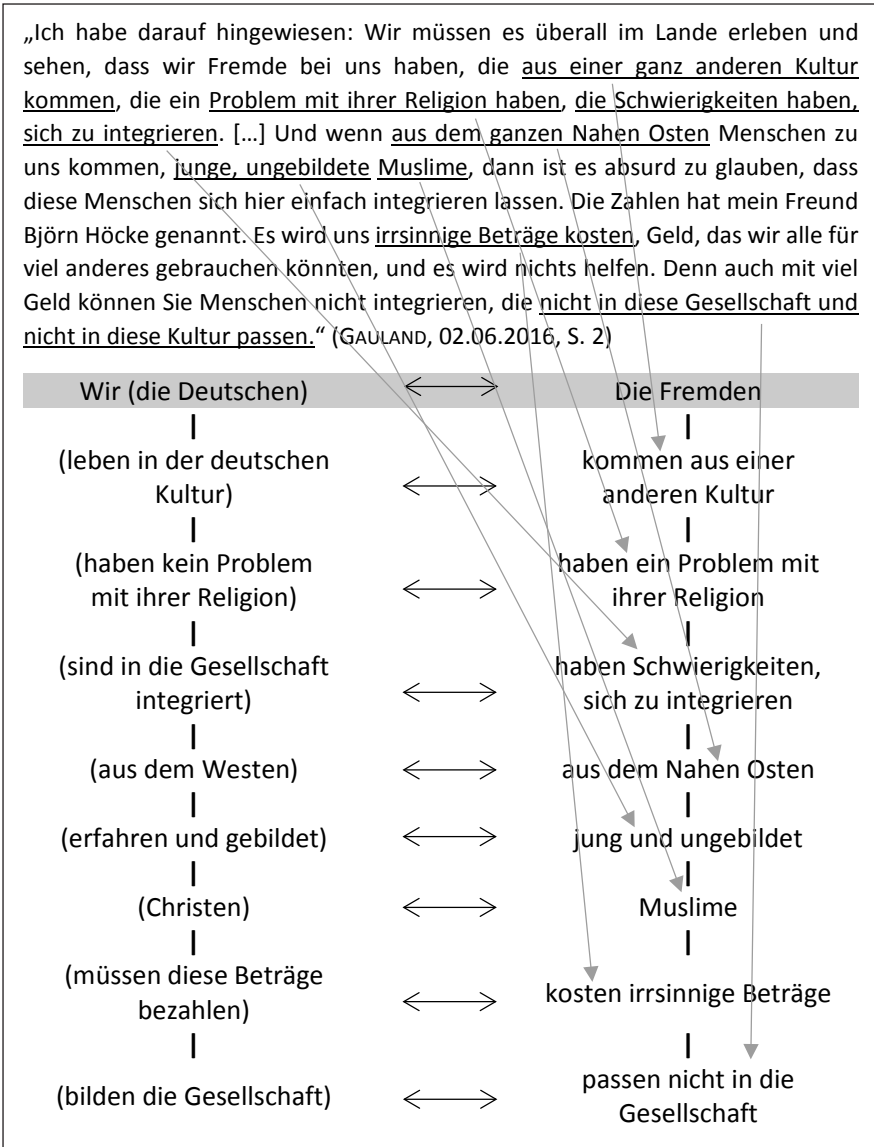 „Ich habe darauf hingewiesen: Wir müssen es überall im Lande erleben und
sehen, dass wir Fremde bei uns haben, die aus einer ganz anderen Kultur
kommen, die ein Problem mit ihrer Religion haben, die Schwierigkeiten haben,
sich zu integrieren. [...] Und wenn aus dem ganzen Nahen Osten Menschen zu
uns kommen, junge, ungebildete Muslime, dann ist es absurd zu glauben, dass
diese Menschen sich hier einfach integrieren lassen. Die Zahlen hat mein Freund
Björn Höcke genannt. Es wird uns irrsinnige Beträge kosten, Geld, das wir alle für
viel anderes gebrauchen könnten, und es wird nichts helfen. Denn auch mit viel
Geld können Sie Menschen nicht integrieren, die nicht in diese Gesellschaft und
nicht in diese Kultur passen.“ (GAULAND, 02.06.2016, S. 2)
Wir (die Deutschen) Die Fremden
(leben in der deutschen kommen aus einer
Kultur) anderen Kultur
(haben kein Problem haben ein Problem mit
mit ihrer Religion) ihrer Religion
(sind in die Gesellschaft haben Schwierigkeiten,
integriert) sich zu integrieren
(aus dem Westen) aus dem Nahen Osten
(erfahren und gebildet) jung und ungebildet
(Christen) Muslime
(müssen diese Beträge kosten irrsinnige Beträge
bezahlen)
(bilden die Gesellschaft) passen nicht in die
Gesellschaft